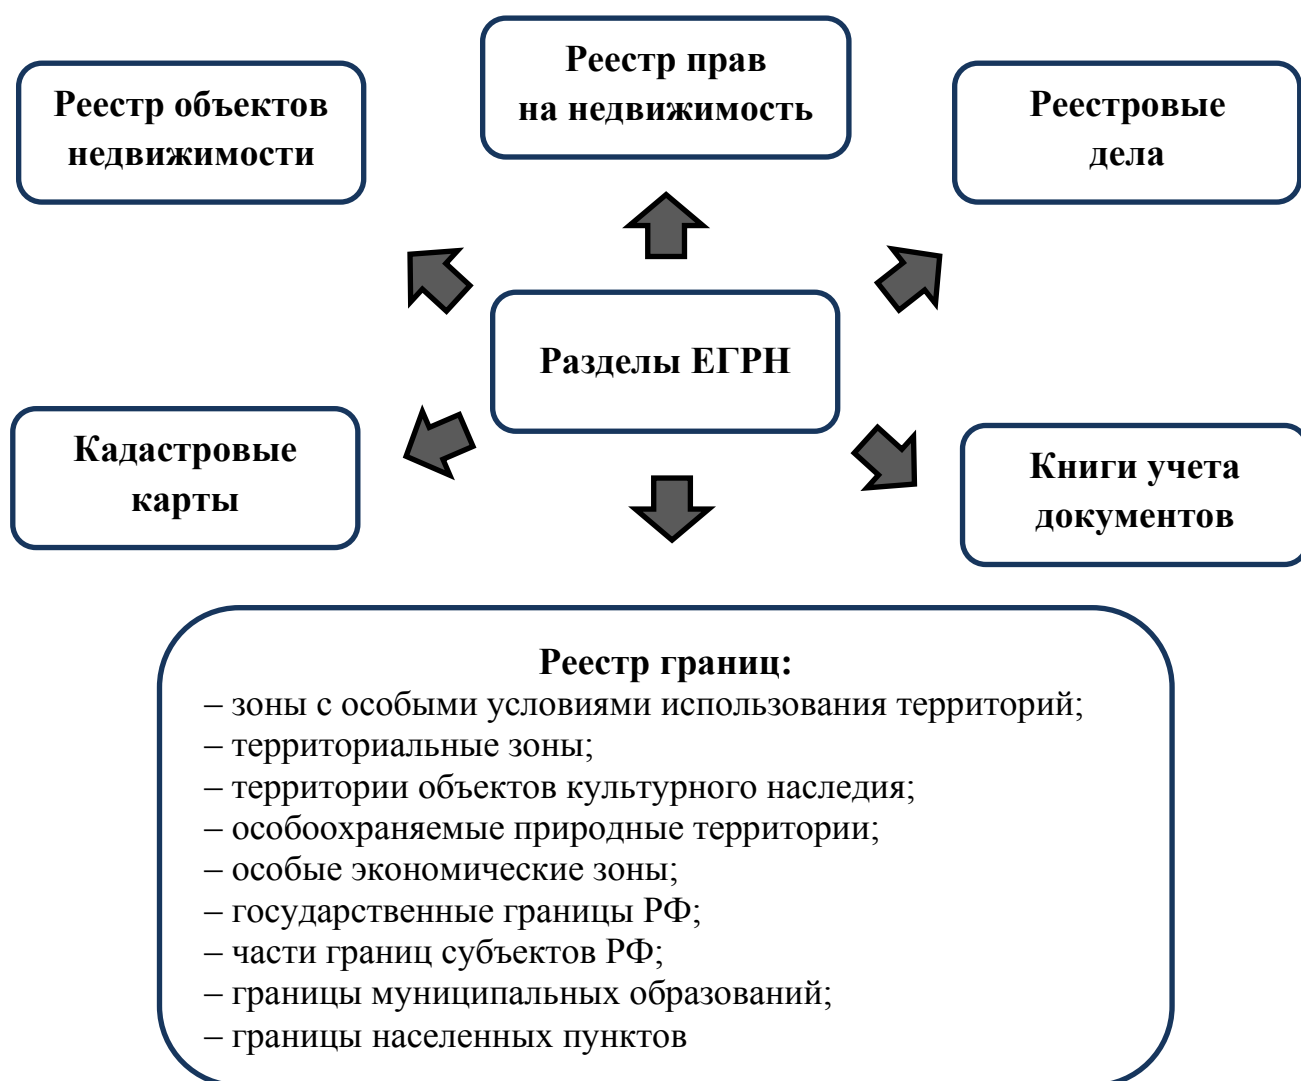 Реестр прав
на недвижимость
Реестр объектов
недвижимости
Реестровые
дела
Разделы ЕГРН
Кадастровые
карты
Книги учета
документов
Реестр границ:
– зоны с особыми условиями использования территорий;
– территориальные зоны;
– территории объектов культурного наследия;
– особоохраняемые природные территории;
– особые экономические зоны;
– государственные границы РФ;
– части границ субъектов РФ;
– границы муниципальных образований;
– границы населенных пунктов